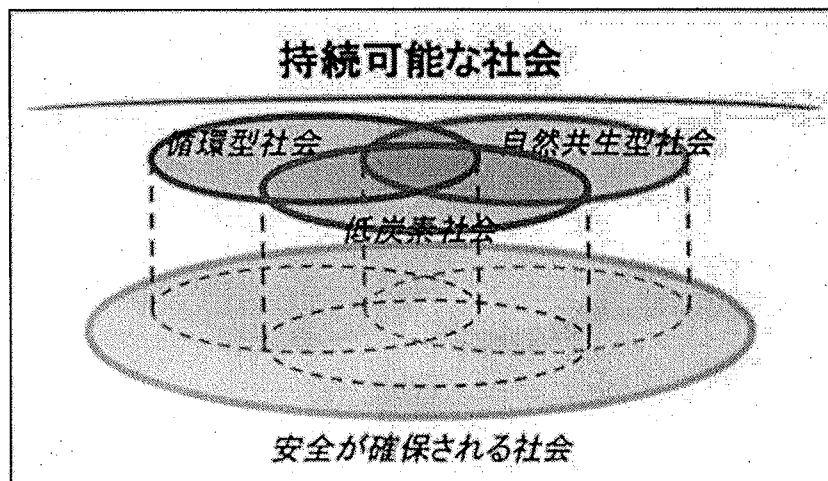 持続可能な社会
循環型社会
自然共生型社会
低炭素社会
安全が確保される社会